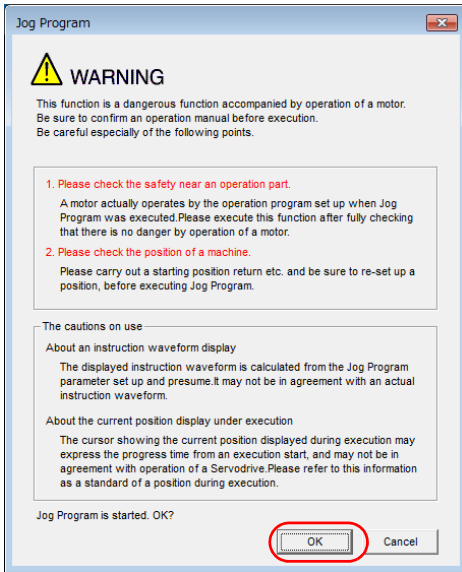 Jog Program
WARNING
This function is a dangerous function accompanied by operation of a motor.
Be sure to confirm an operation manual before execution.
Be careful especially of the following points.
1. Please check the safety near an operation part.
A motor actually operates by the operation program set up when Jog
Program was executed.Please execute this function after fully checking
that there is no danger by operation of a motor.
2. Please check the position of a machine.
Please carry out a starting position return etc. and be sure to re-set up a
position, before executing Jog Program.
The cautions on use
About an instruction waveform display
The displayed instruction waveform is calculated from the Jog Program
parameter set up and presume.It may not be in agreement with an actual
instruction waveform.
About the current position display under execution
The cursor showing the current position displayed during execution may
express the progress time from an execution start, and may not be in
agreement with operation of a Servodrive.Please refer to this information
as a standard of a position during execution.
Jog Program is started. OK?
OK
Cancel